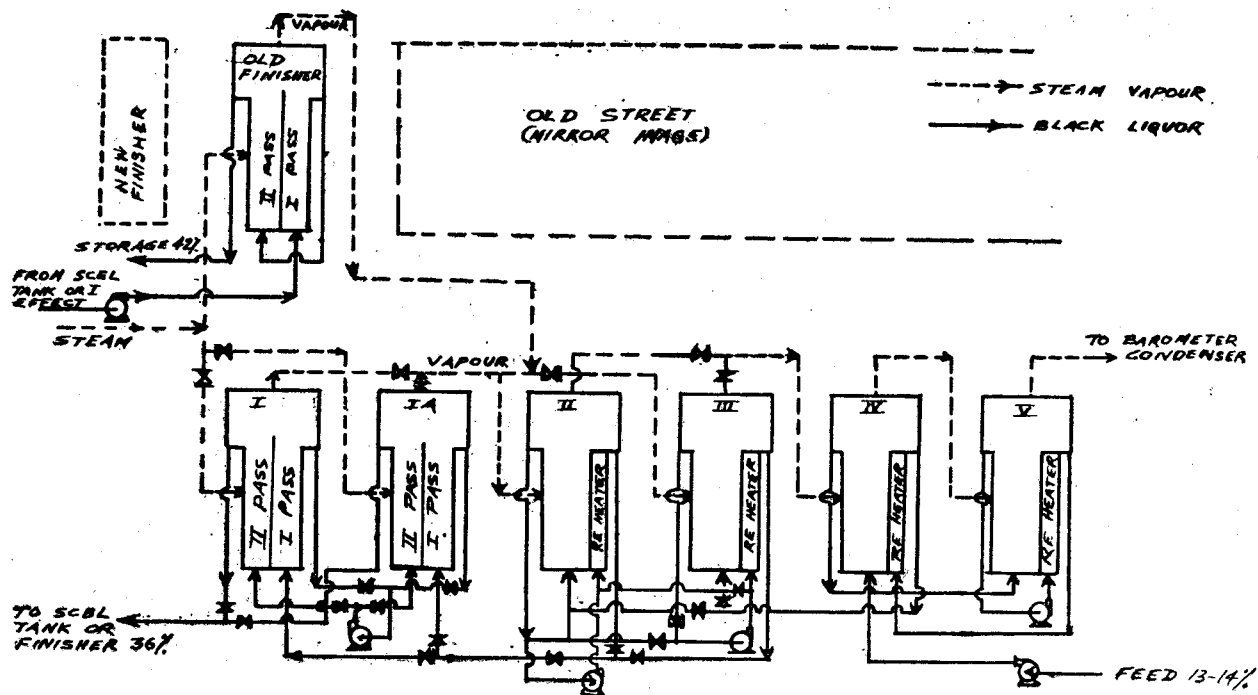 VAPOUR
OLD
FINISHER
II PASS
I PASS
NEW
FINISHER
OLD STREET
(MIRROR IMAGE)
STEAM VAPOUR
BLACK LIQUOR
STORAGE 42%
FROM SCBL
TANK OR I
EFFECT
STEAM
VAPOUR
TO BAROMETER
CONDENSER
I
IA
II
III
IV
V
II PASS
I PASS
II PASS
I PASS
RE HEATER
RE HEATER
RE HEATER
RE HEATER
TO SCBL
TANK OR
FINISHER 36%
FEED 13-14%